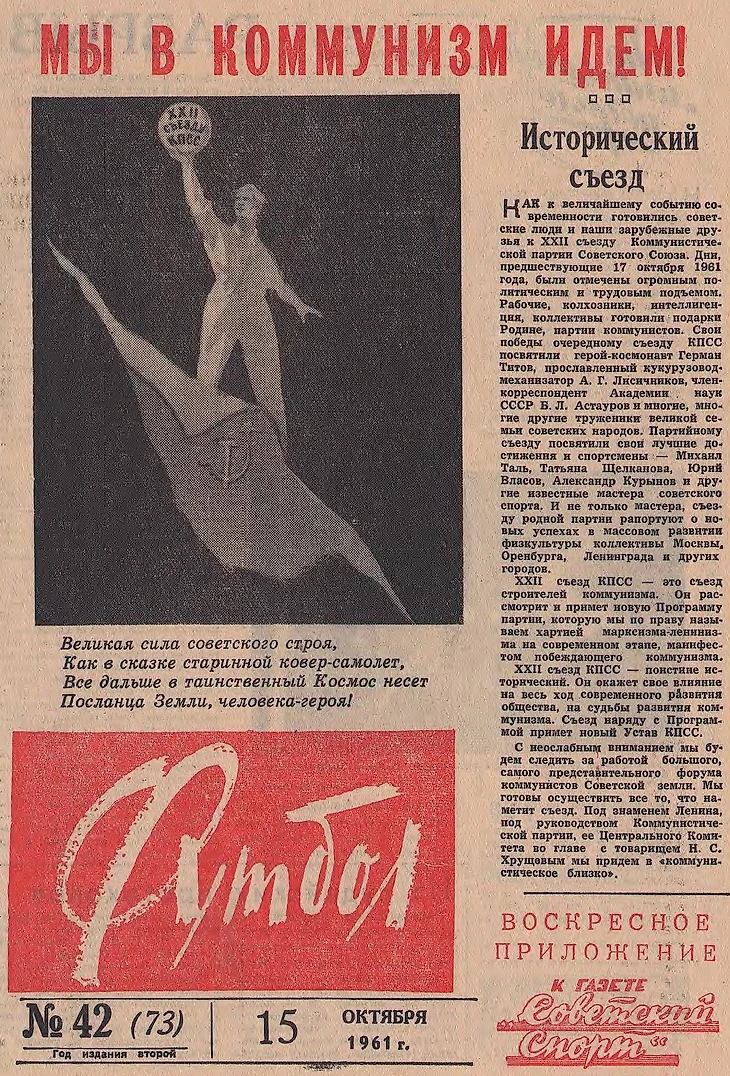 МЫ В КОММУНИЗМ ИДЕМ!
XXII
СЪЕЗДУ
КПСС
Исторический
съезд
КАК к величайшему событию со-
временности готовились совет-
ские люди и наши зарубежные дру-
зья к XXII съезду Коммунистиче-
ской партии Советского Союза. Дни,
предшествующие 17 октября 1961
года, были отмечены огромным по-
литическим и трудовым подъемом.
Рабочие, колхозники, интеллиген-
ция, коллективы готовили подарки
Родине, партии коммунистов. Свои
победы очередному съезду КПСС
посвятили герой-космонавт Герман
Титов, прославленный кукурузовод-
механизатор А. Г. Лисичников, член-
корреспондент Академии наук
СССР Б. Л. Астауров и многие, мно-
гие другие труженики великой се-
мьи советских народов. Партийному
съезду посвятили свои лучшие до-
стижения и спортсмены — Михаил
Таль, Татьяна Щелканова, Юрий
Власов, Александр Курынов и дру-
гие известные мастера советского
спорта. И не только мастера, съез-
ду родной партии рапортуют о но-
вых успехах в массовом развитии
физкультуры коллективы Москвы,
Оренбурга, Ленинграда и других
городов.
XXII съезд КПСС — это съезд
строителей коммунизма. Он рас-
смотрит и примет новую Программу
партии, которую мы по праву назы-
ваем хартией марксизма-лениниз-
ма на современном этапе, манифес-
том побеждающего коммунизма.
XXII съезд КПСС — поистине ис-
торический. Он окажет свое влияние
на весь ход современного развития
общества, на судьбы развития ком-
мунизма. Съезд наряду с Програм-
мой примет новый Устав КПСС.
С неослабным вниманием мы бу-
дем следить за работой большого,
самого представительного форума
коммунистов Советской земли. Мы
готовы осуществить все то, что на-
метит съезд. Под знаменем Ленина,
под руководством Коммунистиче-
ской партии, ее Центрального Коми-
тета во главе с товарищем Н. С.
Хрущовым мы придем в «коммуни-
стическое близко».
Великая сила советского строя,
Как в сказке старинной ковер-самолет,
Все дальше в таинственный Космос несет
Посланца Земли, человека-героя!
Футбол
№ 42 (73)
Год издания второй
15 ОКТЯБРЯ
1961 г.
ВОСКРЕСНОЕ
ПРИЛОЖЕНИЕ
К ГАЗЕТЕ
„Советский
Спорт“